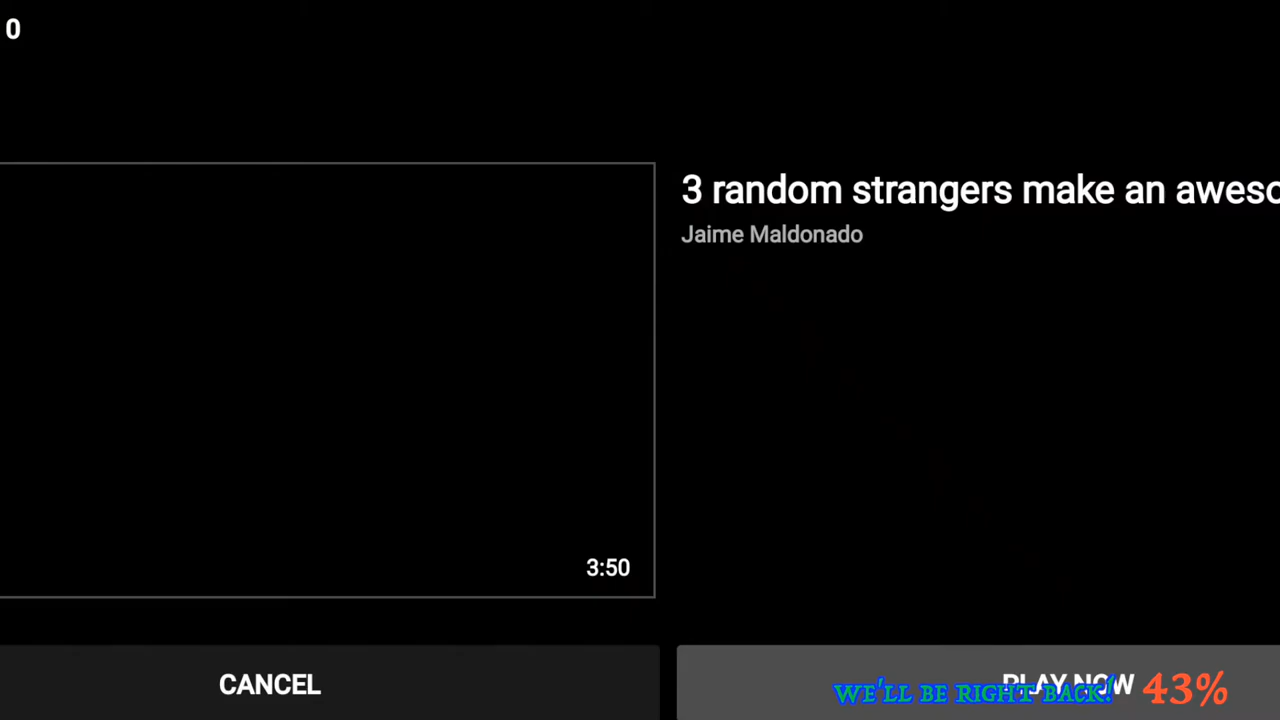 0
3 random strangers make an aweso
Jaime Maldonado
3:50
CANCEL
PLAY NOW
WE'LL BE RIGHT BACK!
43%